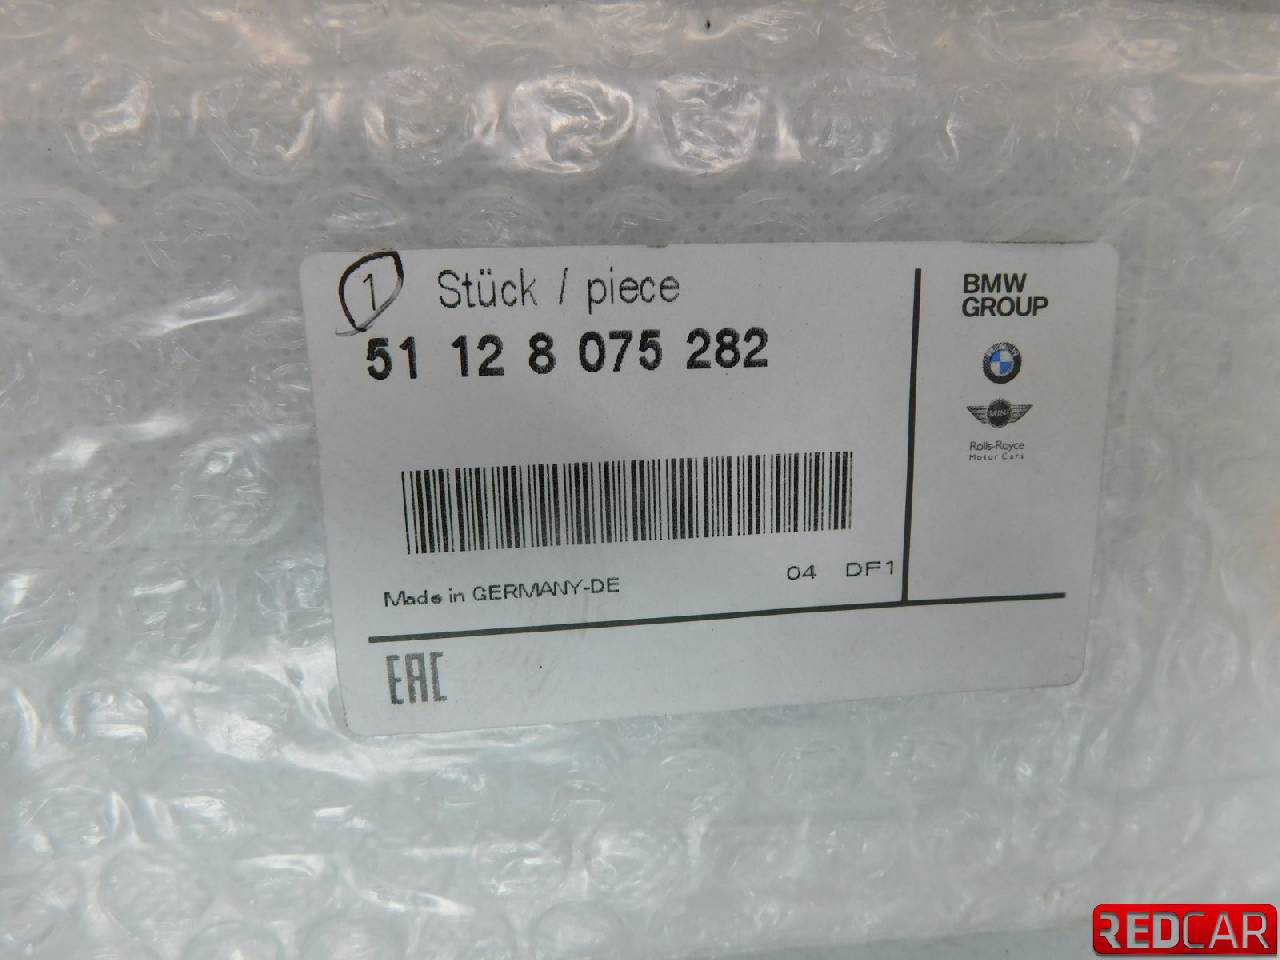 1 Stück / piece
51 12 8 075 282
Made in GERMANY-DE
04 DF1
EAC
BMW
GROUP
MINI
Rolls-Royce
Motor Cars
REDCAR